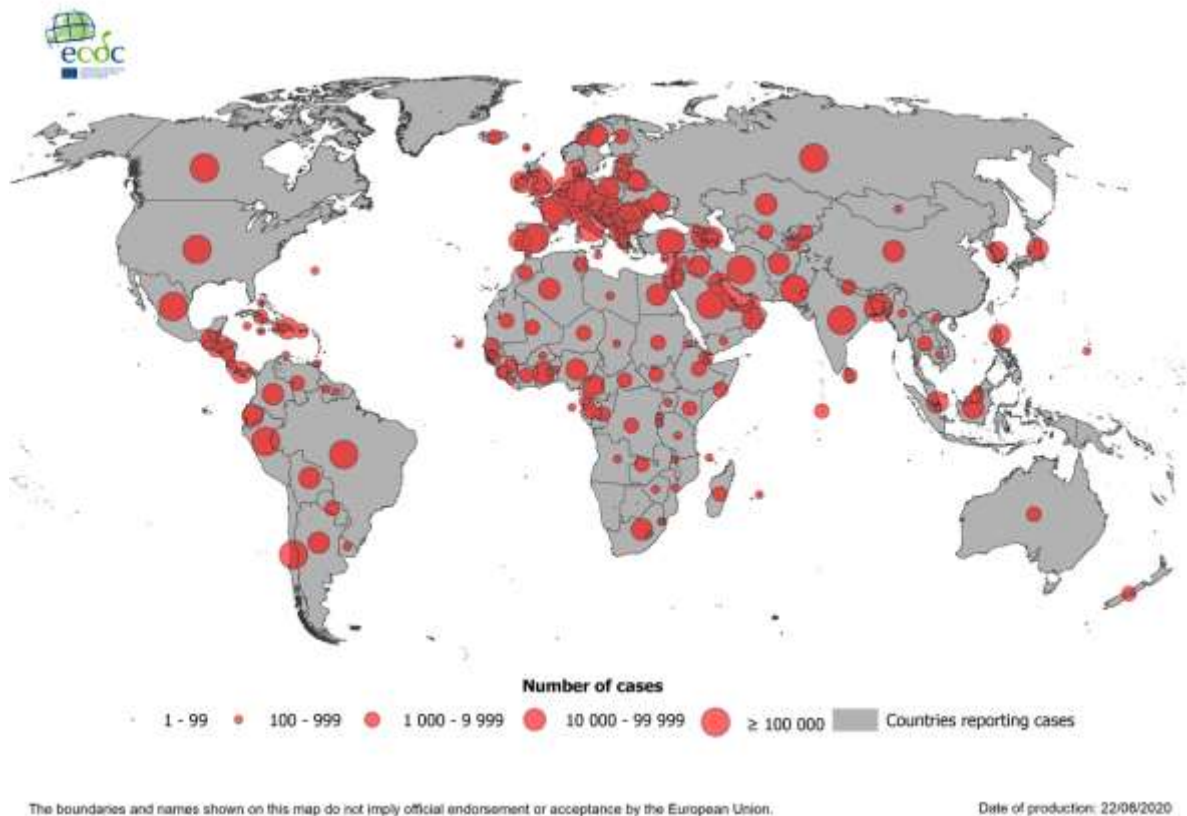 ecdc
Number of cases
1 - 99
100 - 999
1 000 - 9 999
10 000 - 99 999
≥ 100 000
Countries reporting cases
The boundaries and names shown on this map do not imply official endorsement or acceptance by the European Union.
Date of production: 22/06/2020